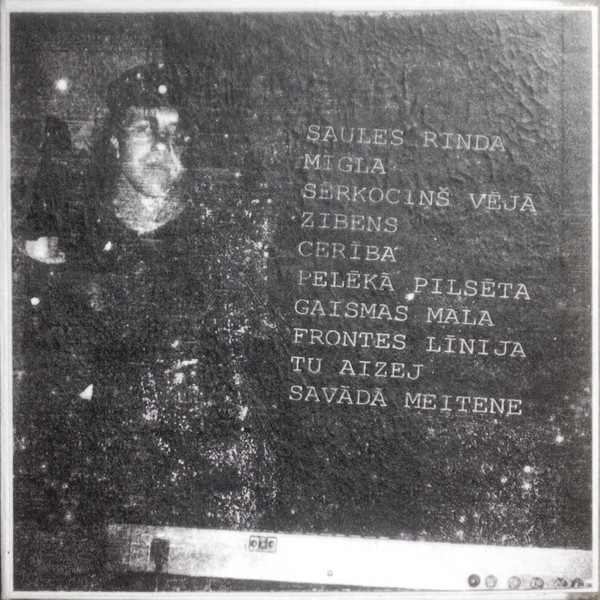 SAULES RINDA
MIGLA
SĒRKOCIŅŠ VĒJĀ
ZIBENS
CERĪBA
PELĒKĀ PILSĒTA
GAISMAS MALA
FRONTES LĪNIJA
TU AIZEJ
SAVĀDĀ MEITENE